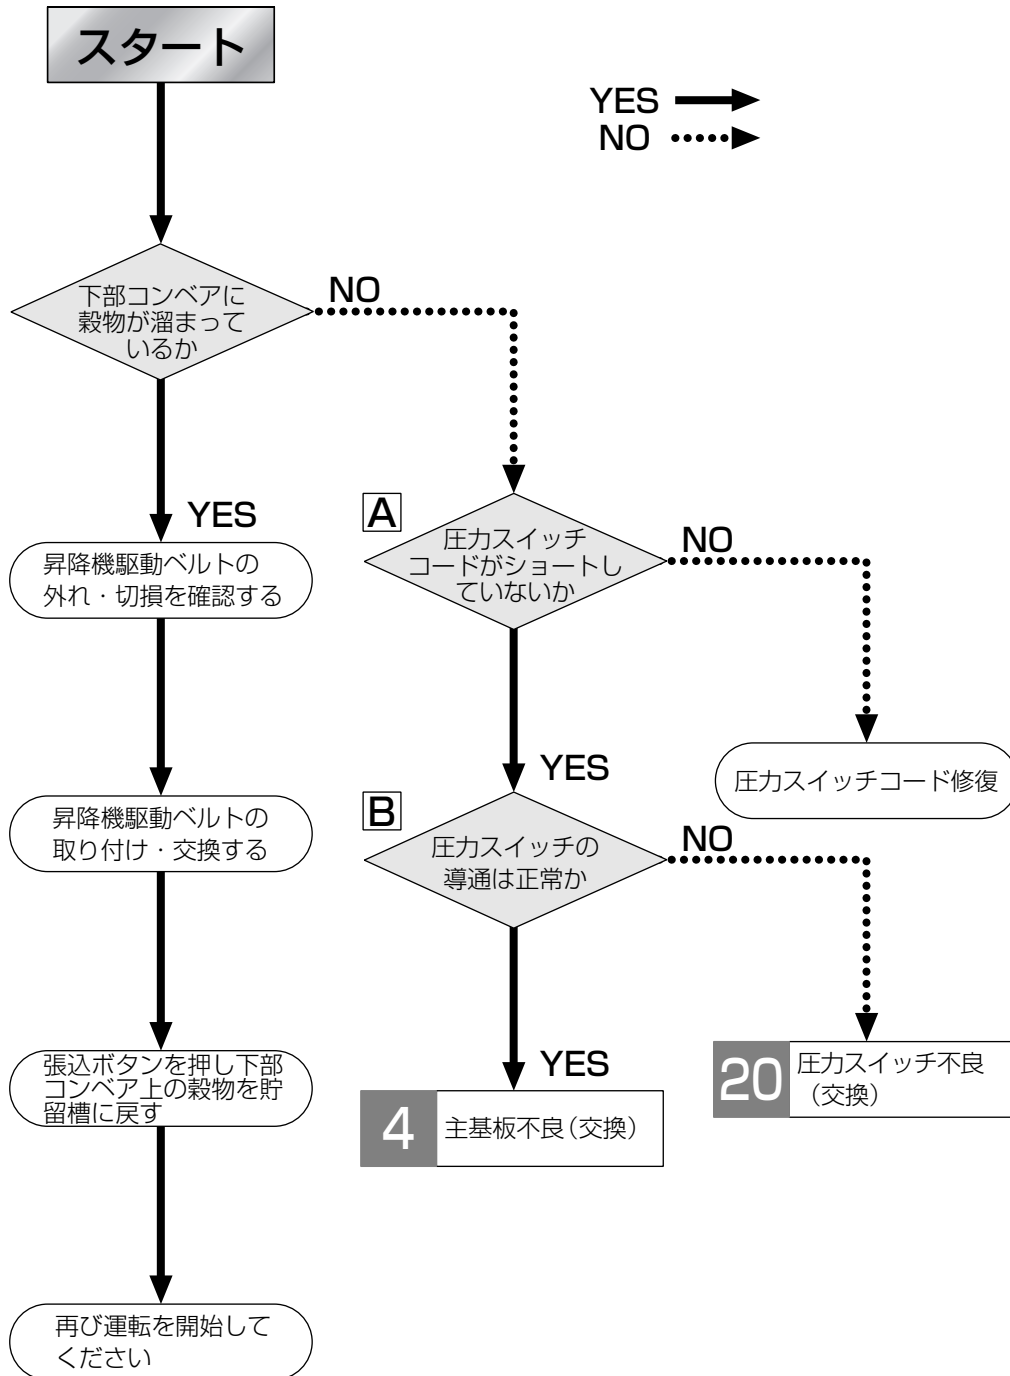 スタート
YES
NO
下部コンベアに
穀物が溜まって
いるか
NO
YES
昇降機駆動ベルトの
外れ・切損を確認する
昇降機駆動ベルトの
取り付け・交換する
張込ボタンを押し下部
コンベア上の穀物を貯
留槽に戻す
再び運転を開始して
ください
A
圧力スイッチ
コードがショートし
ていないか
NO
圧力スイッチコード修復
YES
B
圧力スイッチの
導通は正常か
NO
20
圧力スイッチ不良
（交換）
YES
4
主基板不良（交換）